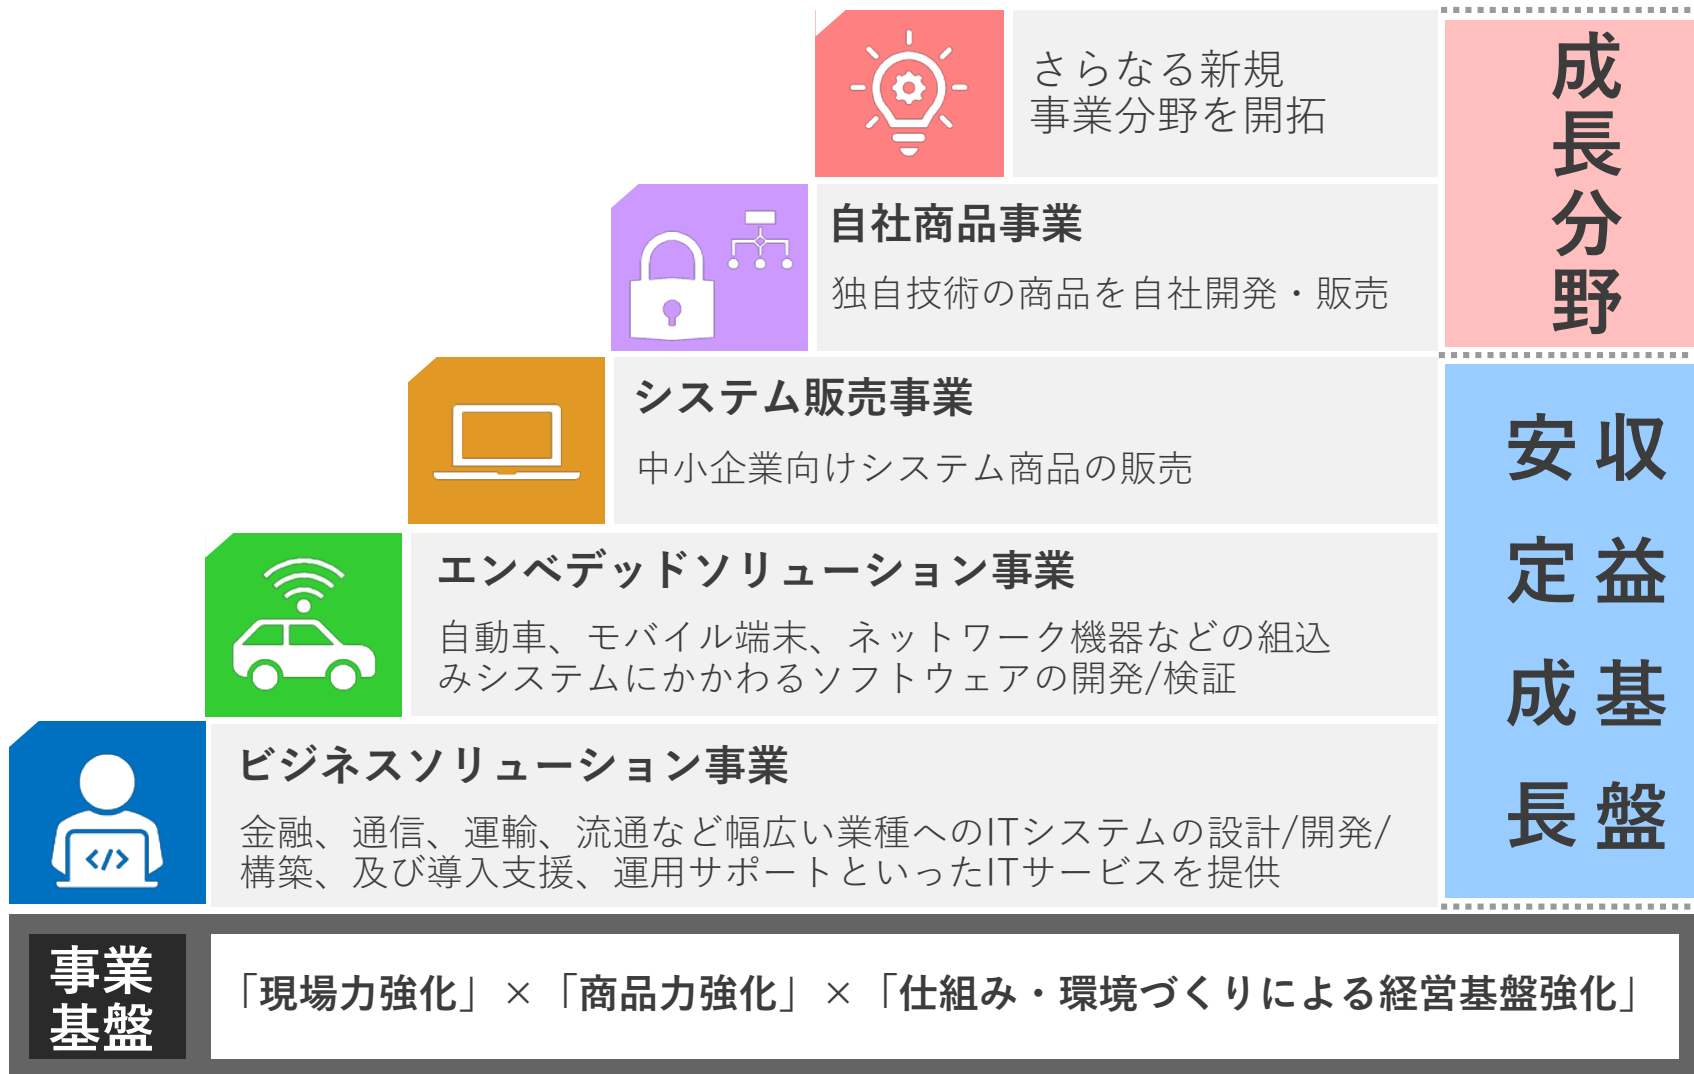 さらなる新規
事業分野を開拓
成長分野
自社商品事業
独自技術の商品を自社開発・販売
システム販売事業
中小企業向けシステム商品の販売
エンベデッドソリューション事業
自動車、モバイル端末、ネットワーク機器などの組込
みシステムにかかわるソフトウェアの開発/検証
ビジネスソリューション事業
金融、通信、運輸、流通など幅広い業種へのITシステムの設計/開発/
構築、及び導入支援、運用サポートといったITサービスを提供
収益基盤
安定成長
</>
事業
基盤
「現場力強化」×「商品力強化」×「仕組み・環境づくりによる経営基盤強化」